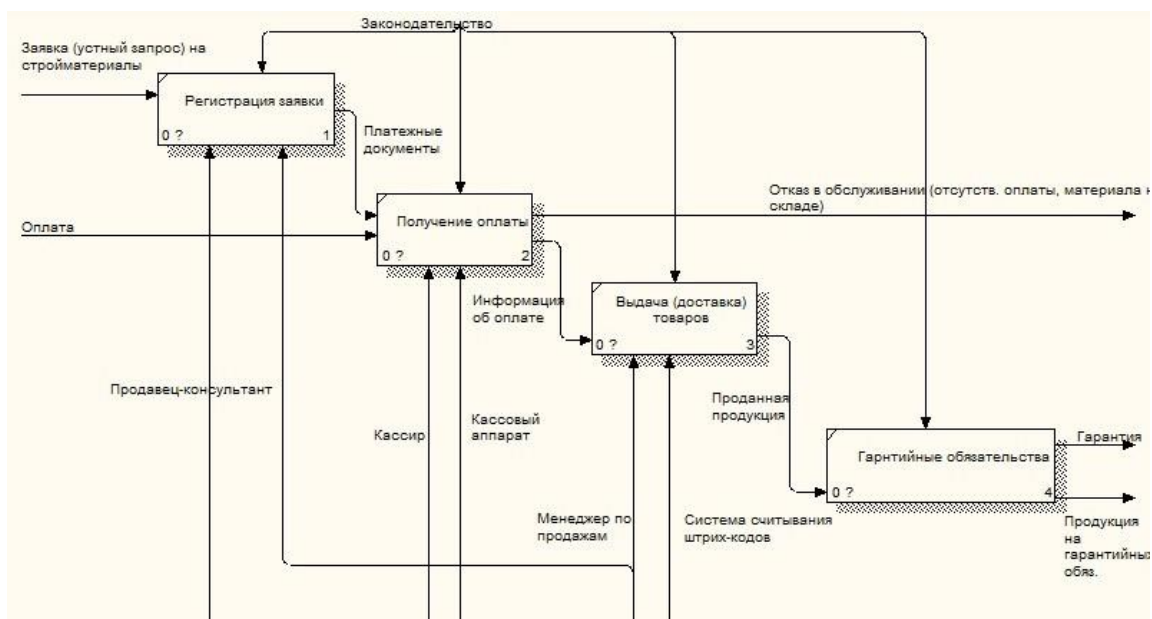 Законодательство
Заявка (устный запрос) на
стройматериалы
Регистрация заявки
0 ?
1
Платежные
документы
Отказ в обслуживании (отсутств. оплаты, материала н
складе)
Оплата
Получение оплаты
0 ?
2
Информация
об оплате
Выдача (доставка)
товаров
0 ?
3
Продавец-консультант
Проданная
продукция
Кассир
Кассовый
аппарат
Гарантия
Гарнтийные обязательства
0 ?
4
Менеджер по
продажам
Система считывания
штрих-кодов
Продукция
на
гарантийных
обяз.